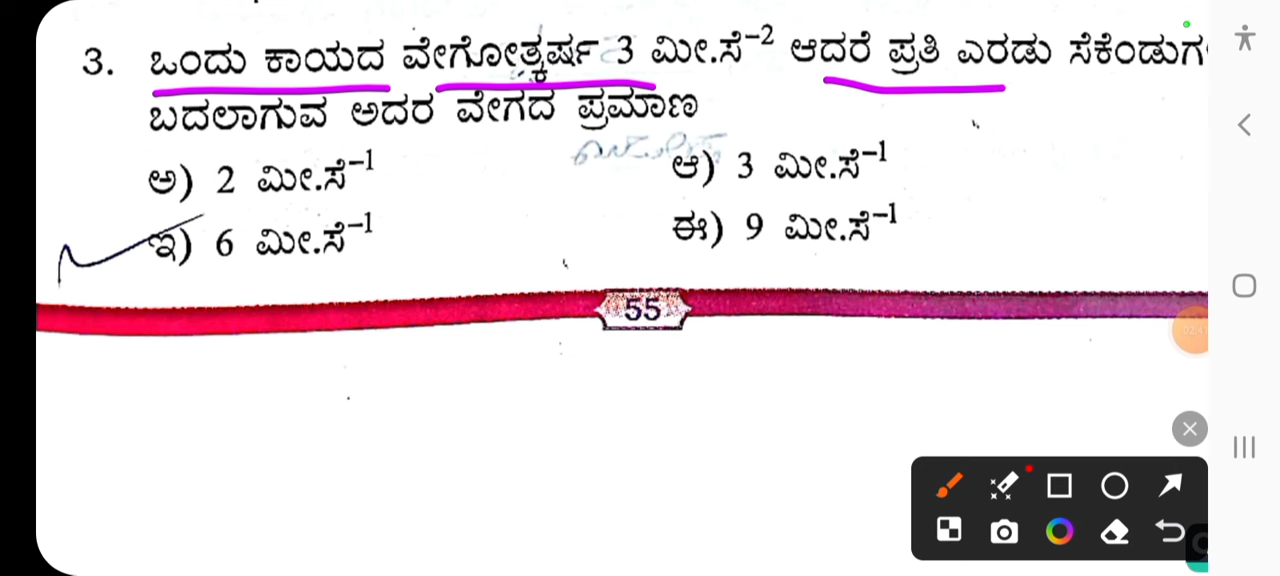 3. ಒಂದು ಕಾಯದ ವೇಗೋತ್ಕರ್ಷ 3 ಮೀ.ಸೆ⁻² ಆದರೆ ಪ್ರತಿ ಎರಡು ಸೆಕೆಂಡುಗ
ಬದಲಾಗುವ ಅದರ ವೇಗದ ಪ್ರಮಾಣ
ಅ) 2 ಮೀ.ಸೆ⁻¹ ಆ) 3 ಮೀ.ಸೆ⁻¹
ಇ) 6 ಮೀ.ಸೆ⁻¹ ಈ) 9 ಮೀ.ಸೆ⁻¹
55